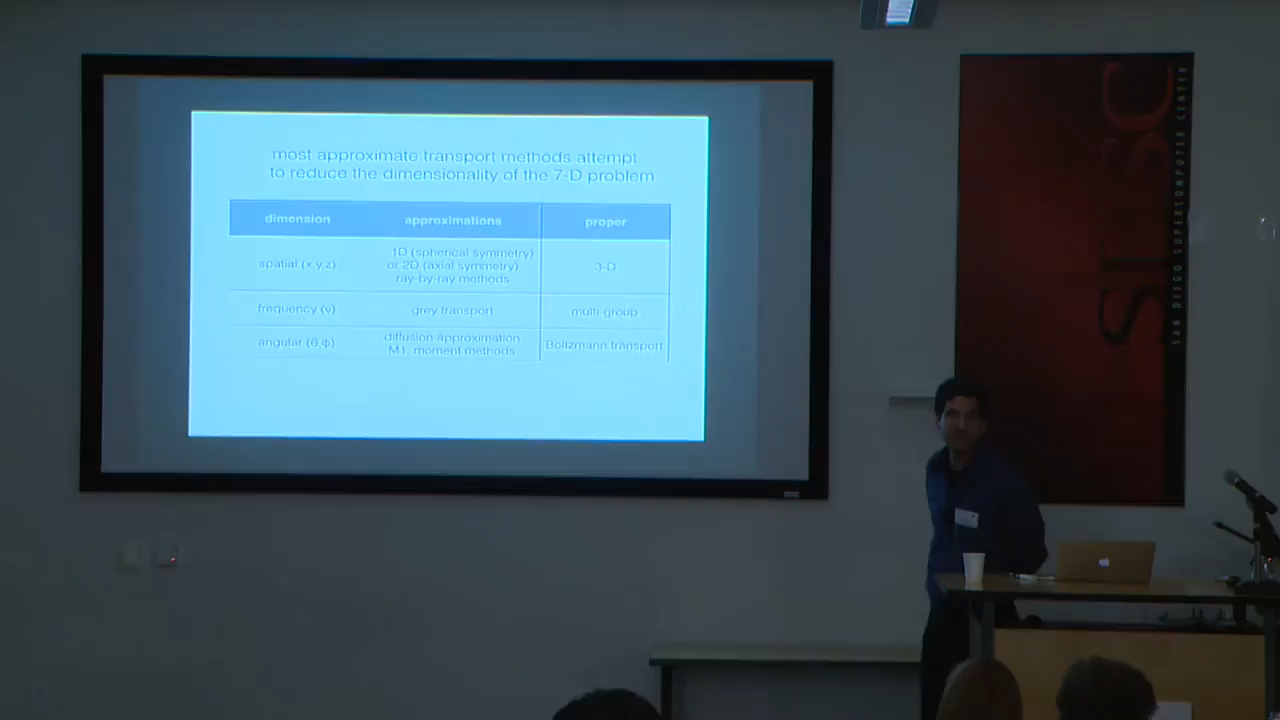 most approximate transport methods attempt
to reduce the dimensionality of the 7-D problem
dimension approximations proper
spatial (x,y,z) 1D (spherical symmetry)
or 2D (axial symmetry)
ray-by-ray methods 3-D
frequency (ν) grey transport multi-group
angular (θ,φ) diffusion approximation
M1, moment methods Boltzmann transport
SDSC
SAN DIEGO SUPERCOMPUTER CENTER